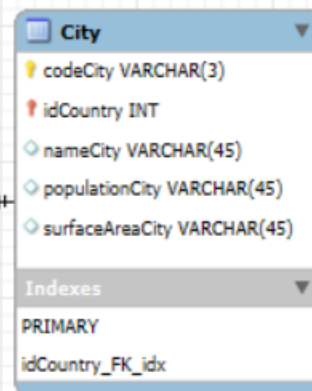 City
codeCity VARCHAR(3)
idCountry INT
nameCity VARCHAR(45)
populationCity VARCHAR(45)
surfaceAreaCity VARCHAR(45)
Indexes
PRIMARY
idCountry_FK_idx